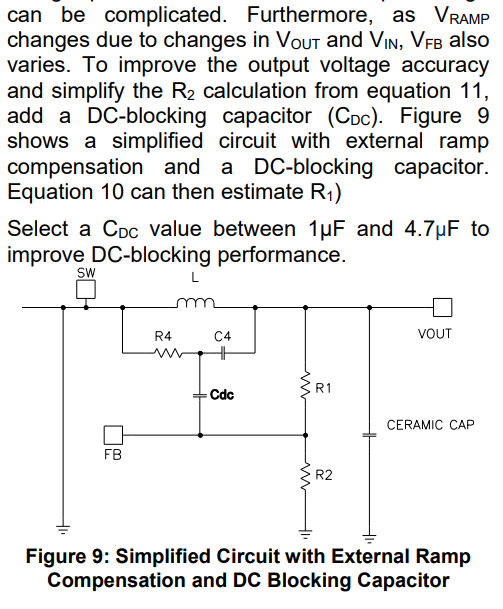 can be complicated. Furthermore, as VRAMP
changes due to changes in VOUT and VIN, VFB also
varies. To improve the output voltage accuracy
and simplify the R2 calculation from equation 11,
add a DC-blocking capacitor (CDC). Figure 9
shows a simplified circuit with external ramp
compensation and a DC-blocking capacitor.
Equation 10 can then estimate R1)
Select a CDC value between 1µF and 4.7µF to
improve DC-blocking performance.
SW
L
R4
C4
VOUT
Cdc
R1
CERAMIC CAP
FB
R2
Figure 9: Simplified Circuit with External Ramp
Compensation and DC Blocking Capacitor